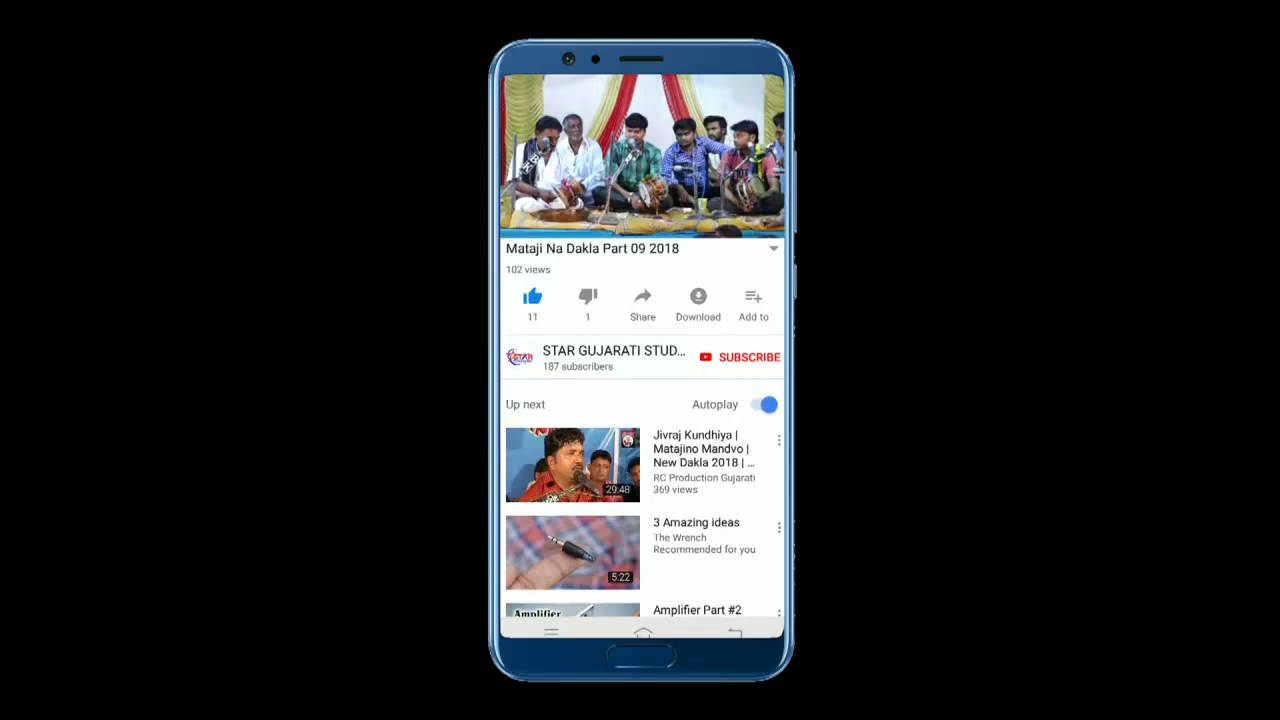 Mataji Na Dakla Part 09 2018
102 views
11
1
Share
Download
Add to
STAR
STAR GUJARATI STUD...
187 subscribers
SUBSCRIBE
Up next
Autoplay
29:48
Jivraj Kundhiya |
Matajino Mandvo |
New Dakla 2018 | ...
RC Production Gujarati
369 views
5:22
3 Amazing ideas
The Wrench
Recommended for you
Amplifier
Amplifier Part #2